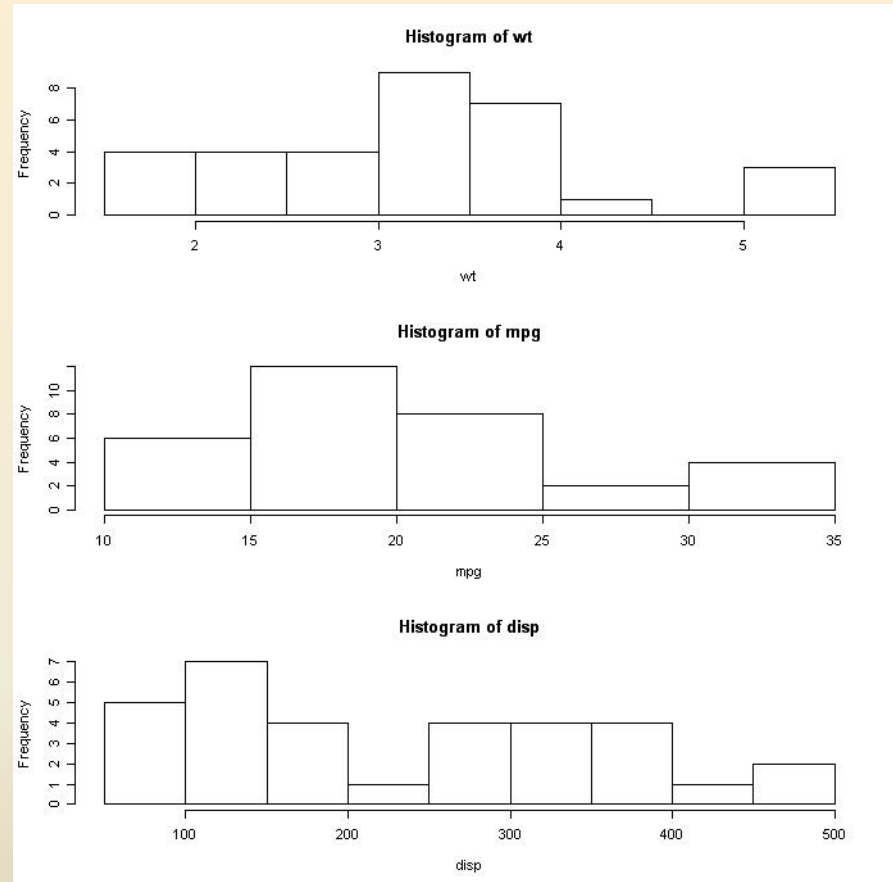 Histogram of wt
Frequency
0 2 4 6 8
2 3 4 5
wt
Histogram of mpg
Frequency
0 2 4 6 8 10
10 15 20 25 30 35
mpg
Histogram of disp
Frequency
0 1 2 3 4 5 6 7
100 200 300 400 500
disp